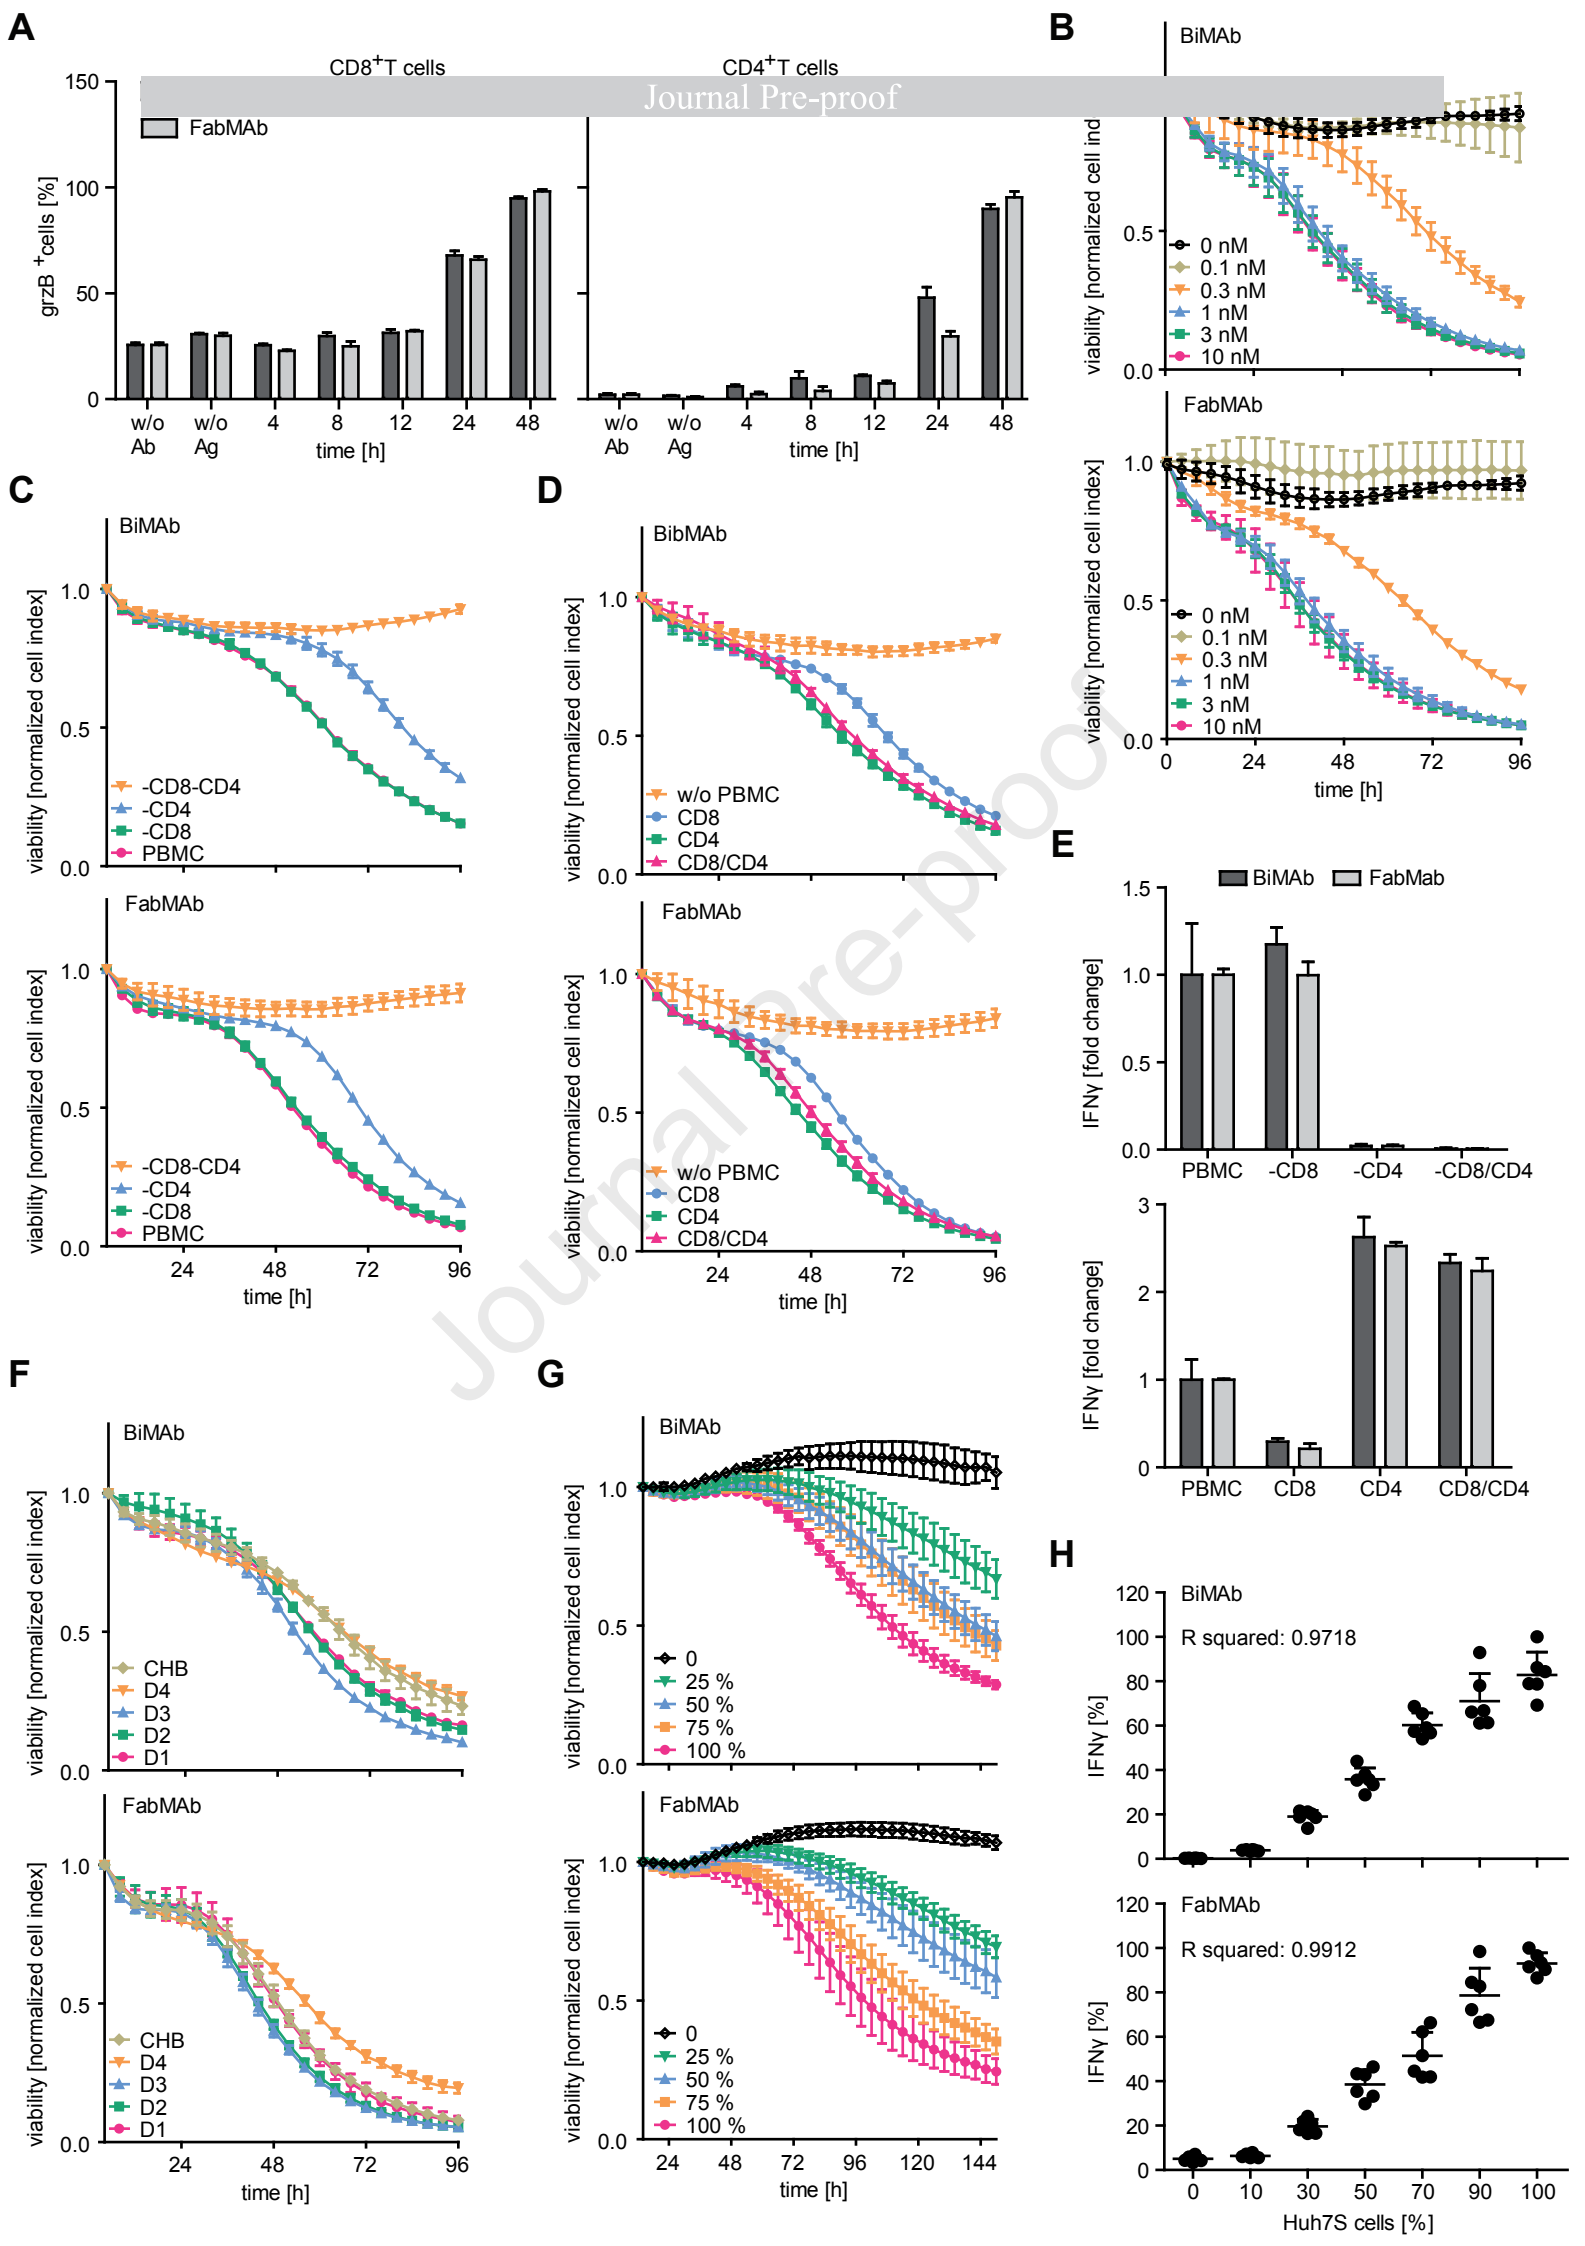 A
CD8+T cells
CD4+T cells
Journal Pre-proof
FabMAb
grzB +cells [%]
150
100
50
0
w/o Ab
w/o Ag
4
8
12
24
48
time [h]
w/o Ab
w/o Ag
4
8
12
24
48
time [h]
B
BiMAb
viability [normalized cell ind
0.5
0.0
0 nM
0.1 nM
0.3 nM
1 nM
3 nM
10 nM
FabMAb
viability [normalized cell index]
1.0
0.5
0.0
0 nM
0.1 nM
0.3 nM
1 nM
3 nM
10 nM
0
24
48
72
96
time [h]
C
BiMAb
viability [normalized cell index]
1.0
0.5
0.0
-CD8-CD4
-CD4
-CD8
PBMC
FabMAb
viability [normalized cell index]
1.0
0.5
0.0
-CD8-CD4
-CD4
-CD8
PBMC
24
48
72
96
time [h]
D
BibMAb
viability [normalized cell index]
1.0
0.5
0.0
w/o PBMC
CD8
CD4
CD8/CD4
FabMAb
viability [normalized cell index]
1.0
0.5
0.0
w/o PBMC
CD8
CD4
CD8/CD4
24
48
72
96
time [h]
Journal Pre-proof
E
BiMAb
FabMab
IFNγ [fold change]
1.5
1.0
0.5
0.0
PBMC
-CD8
-CD4
-CD8/CD4
IFNγ [fold change]
3
2
1
0
PBMC
CD8
CD4
CD8/CD4
F
BiMAb
viability [normalized cell index]
1.0
0.5
0.0
CHB
D4
D3
D2
D1
FabMAb
viability [normalized cell index]
1.0
0.5
0.0
CHB
D4
D3
D2
D1
24
48
72
96
time [h]
G
BiMAb
viability [normalized cell index]
1.0
0.5
0.0
0
25 %
50 %
75 %
100 %
FabMAb
viability [normalized cell index]
1.0
0.5
0.0
0
25 %
50 %
75 %
100 %
24
48
72
96
120
144
time [h]
H
BiMAb
R squared: 0.9718
IFNγ [%]
120
100
80
60
40
20
0
FabMAb
R squared: 0.9912
IFNγ [%]
120
100
80
60
40
20
0
0
10
30
50
70
90
100
Huh7S cells [%]